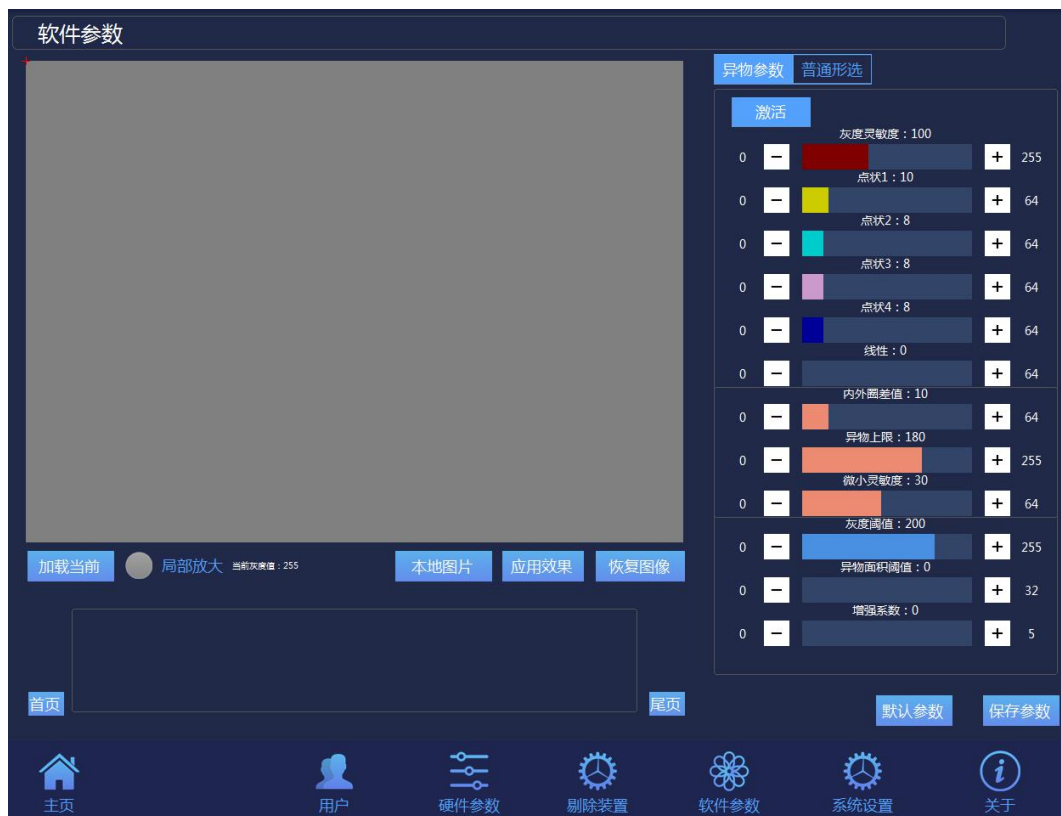 软件参数
异物参数 普通形选
激活
灰度灵敏度：100
0 − + 255
点状1：10
0 − + 64
点状2：8
0 − + 64
点状3：8
0 − + 64
点状4：8
0 − + 64
线性：0
0 − + 64
内外圈差值：10
0 − + 64
异物上限：180
0 − + 255
微小灵敏度：30
0 − + 64
灰度阈值：200
0 − + 255
异物面积阈值：0
0 − + 32
增强系数：0
0 − + 5
加载当前 局部放大 当前灰度值：255 本地图片 应用效果 恢复图像
首页 尾页
默认参数 保存参数
主页 用户 硬件参数 剔除装置 软件参数 系统设置 关于